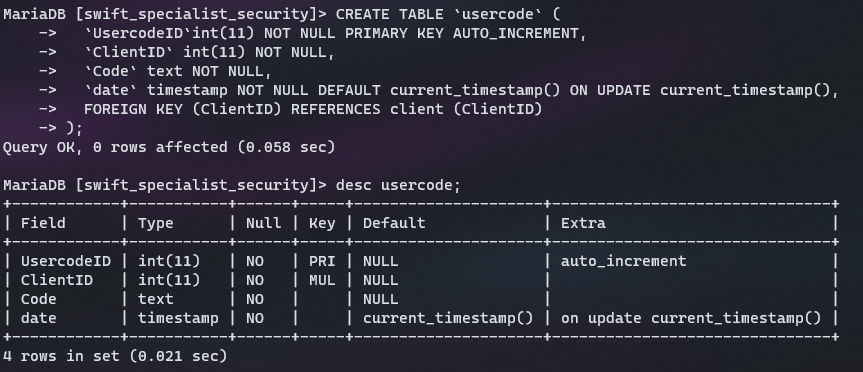 MariaDB [swift_specialist_security]> CREATE TABLE `usercode` (
    ->   `UsercodeID`int(11) NOT NULL PRIMARY KEY AUTO_INCREMENT,
    ->   `ClientID` int(11) NOT NULL,
    ->   `Code` text NOT NULL,
    ->   `date` timestamp NOT NULL DEFAULT current_timestamp() ON UPDATE current_timestamp(),
    ->   FOREIGN KEY (ClientID) REFERENCES client (ClientID)
    -> );
Query OK, 0 rows affected (0.058 sec)

MariaDB [swift_specialist_security]> desc usercode;
+------------+-----------+------+-----+---------------------+-------------------------------+
| Field      | Type      | Null | Key | Default             | Extra                         |
+------------+-----------+------+-----+---------------------+-------------------------------+
| UsercodeID | int(11)   | NO   | PRI | NULL                | auto_increment                |
| ClientID   | int(11)   | NO   | MUL | NULL                |                               |
| Code       | text      | NO   |     | NULL                |                               |
| date       | timestamp | NO   |     | current_timestamp() | on update current_timestamp() |
+------------+-----------+------+-----+---------------------+-------------------------------+
4 rows in set (0.021 sec)